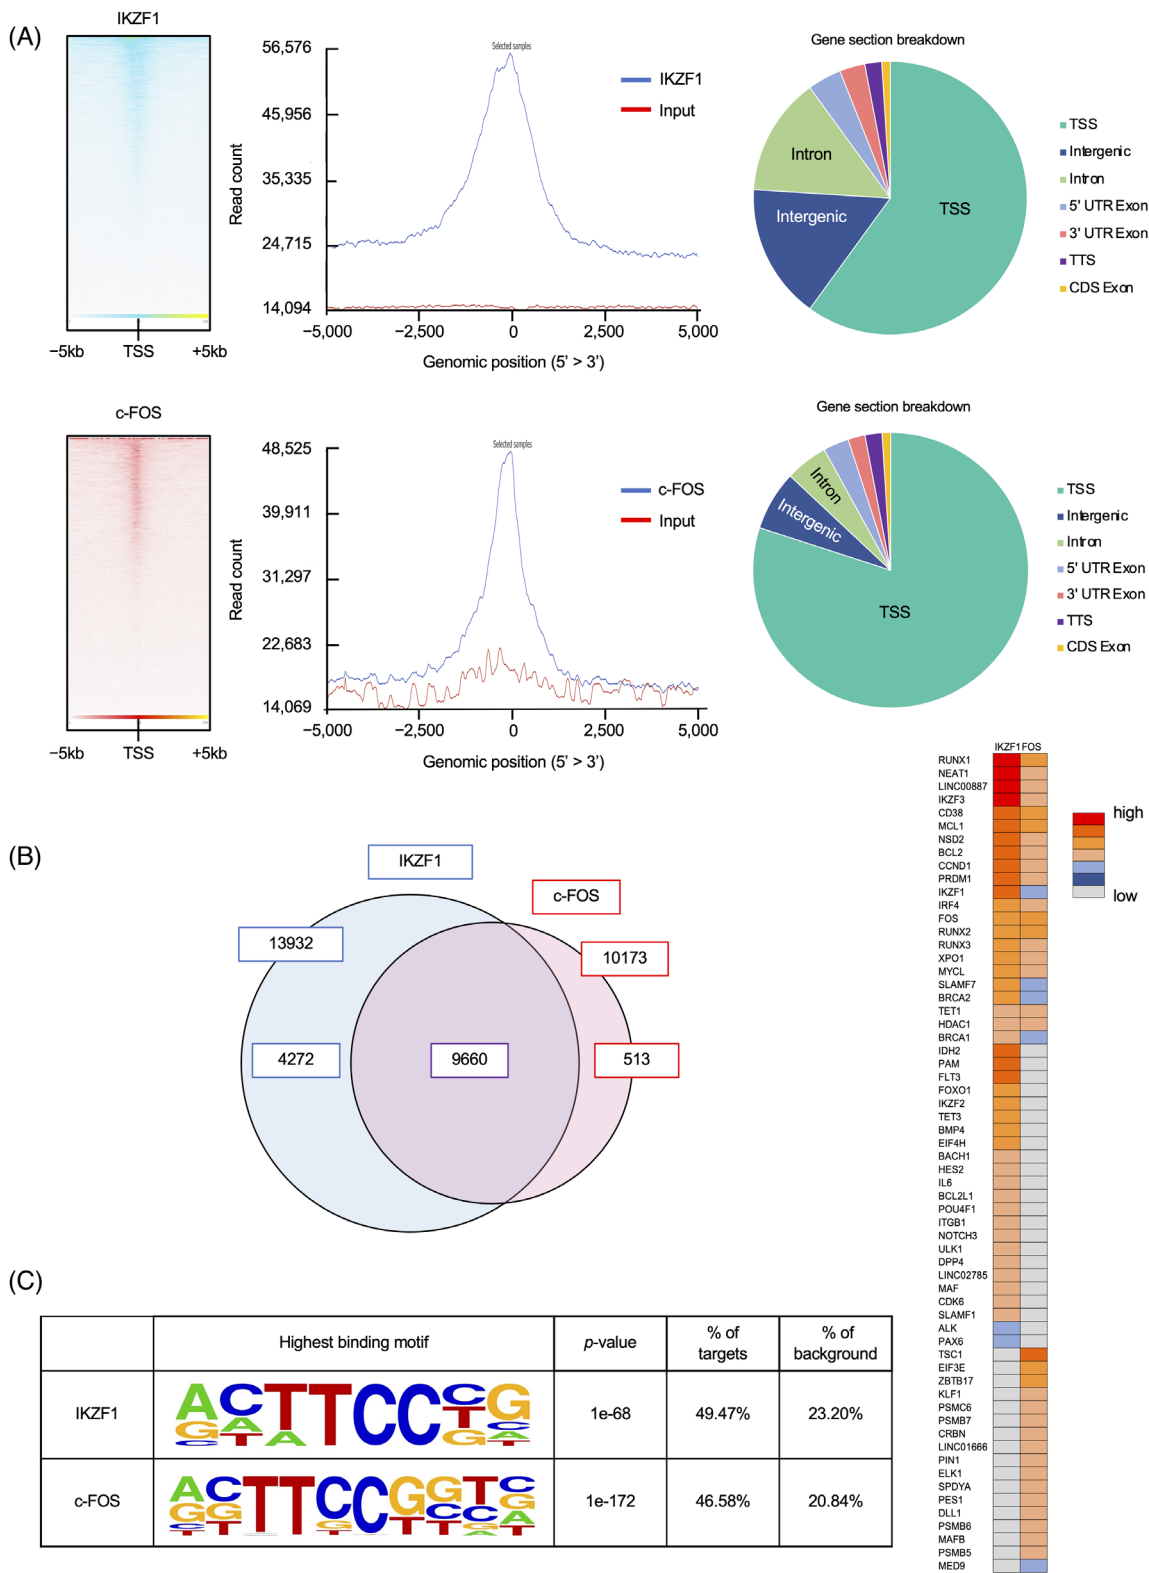 (A)
IKZF1
−5kb TSS +5kb
Read count
56,576
45,956
35,335
24,715
14,094
Selected samples
IKZF1
Input
−5,000 −2,500 0 2,500 5,000
Genomic position (5' > 3')
Gene section breakdown
TSS
Intergenic
Intron
TSS
Intergenic
Intron
5' UTR Exon
3' UTR Exon
TTS
CDS Exon
c-FOS
−5kb TSS +5kb
Read count
48,525
39,911
31,297
22,683
14,069
Selected samples
c-FOS
Input
−5,000 −2,500 0 2,500 5,000
Genomic position (5' > 3')
Gene section breakdown
Intron
Intergenic
TSS
TSS
Intergenic
Intron
5' UTR Exon
3' UTR Exon
TTS
CDS Exon
(B)
IKZF1
c-FOS
13932
10173
4272
9660
513
IKZF1 FOS
RUNX1
NEAT1
LINC00887
IKZF3
CD38
MCL1
NSD2
BCL2
CCND1
PRDM1
IKZF1
IRF4
FOS
RUNX2
RUNX3
XPO1
MYCL
SLAMF7
BRCA2
TET1
HDAC1
BRCA1
IDH2
PAM
FLT3
FOXO1
IKZF2
TET3
BMP4
EIF4H
BACH1
HES2
IL6
BCL2L1
POU4F1
ITGB1
NOTCH3
ULK1
DPP4
LINC02785
MAF
CDK6
SLAMF1
ALK
PAX6
TSC1
EIF3E
ZBTB17
KLF1
PSMC6
PSMB7
CRBN
LINC01666
PIN1
ELK1
SPDYA
PES1
DLL1
PSMB6
MAFB
PSMB5
MED9
high
low
(C)
Highest binding motif p-value % of targets % of background
IKZF1 ACTTCCCG 1e-68 49.47% 23.20%
c-FOS ACTTCCGGTC 1e-172 46.58% 20.84%